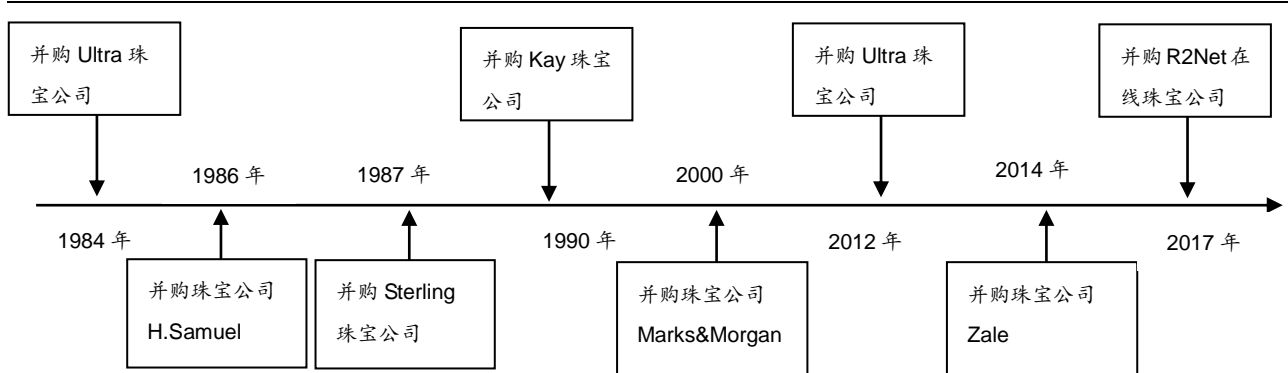 并购 Ultra 珠
宝公司
并购 Kay 珠宝
公司
并购 Ultra 珠
宝公司
并购 R2Net 在
线珠宝公司
1986 年
1987 年
2000 年
2014 年
1984 年
1990 年
2012 年
2017 年
并购珠宝公司
H.Samuel
并购 Sterling
珠宝公司
并购珠宝公司
Marks&Morgan
并购珠宝公司
Zale